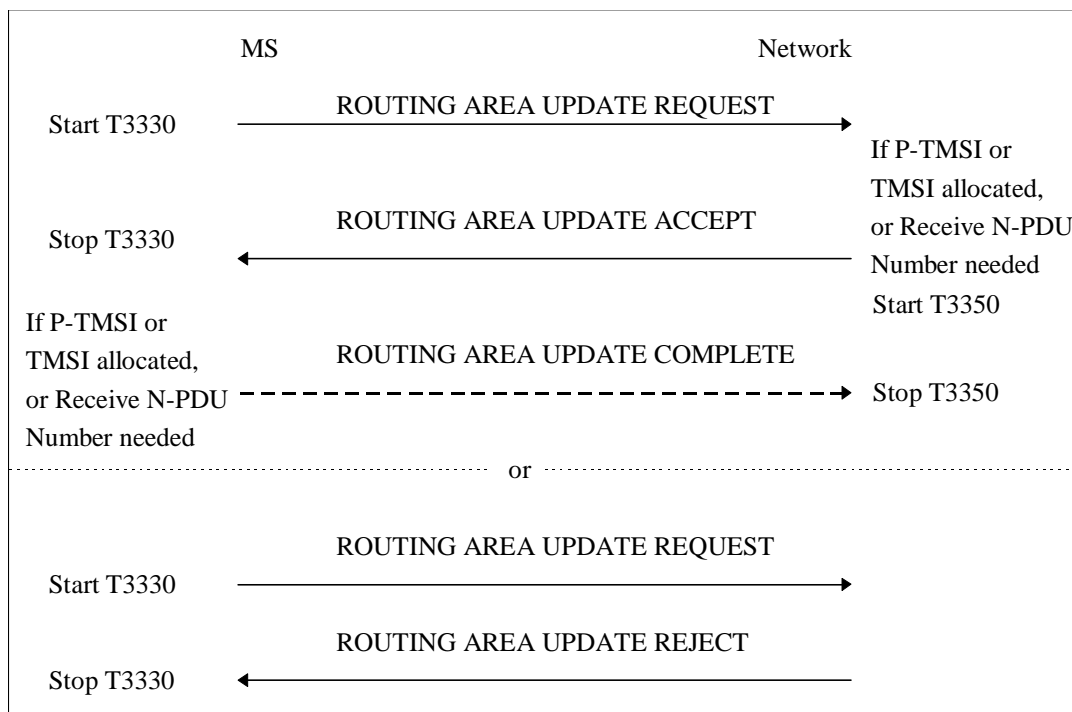 MS
Network
ROUTING AREA UPDATE REQUEST
Start T3330
If P-TMSI or
TMSI allocated,
or Receive N-PDU
Number needed
Start T3350
ROUTING AREA UPDATE ACCEPT
Stop T3330
If P-TMSI or
TMSI allocated,
or Receive N-PDU
Number needed
ROUTING AREA UPDATE COMPLETE
Stop T3350
or
ROUTING AREA UPDATE REQUEST
Start T3330
ROUTING AREA UPDATE REJECT
Stop T3330